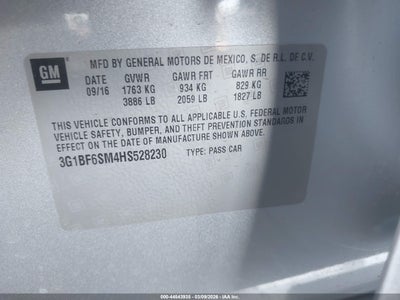 GM
MFD BY GENERAL MOTORS DE MEXICO, S. DE R.L. DE C.V.
09/16 GVWR GAWR FRT GAWR RR
1763 KG 934 KG 829 KG
3886 LB 2059 LB 1827 LB
THIS VEHICLE CONFORMS TO ALL APPLICABLE U.S. FEDERAL MOTOR
VEHICLE SAFETY, BUMPER, AND THEFT PREVENTION STANDARDS IN
EFFECT ON THE DATE OF MANUFACTURE SHOWN ABOVE.
3G1BF6SM4HS528230 TYPE: PASS CAR
000-44643935 - 03/09/2026 - IAAI.COM